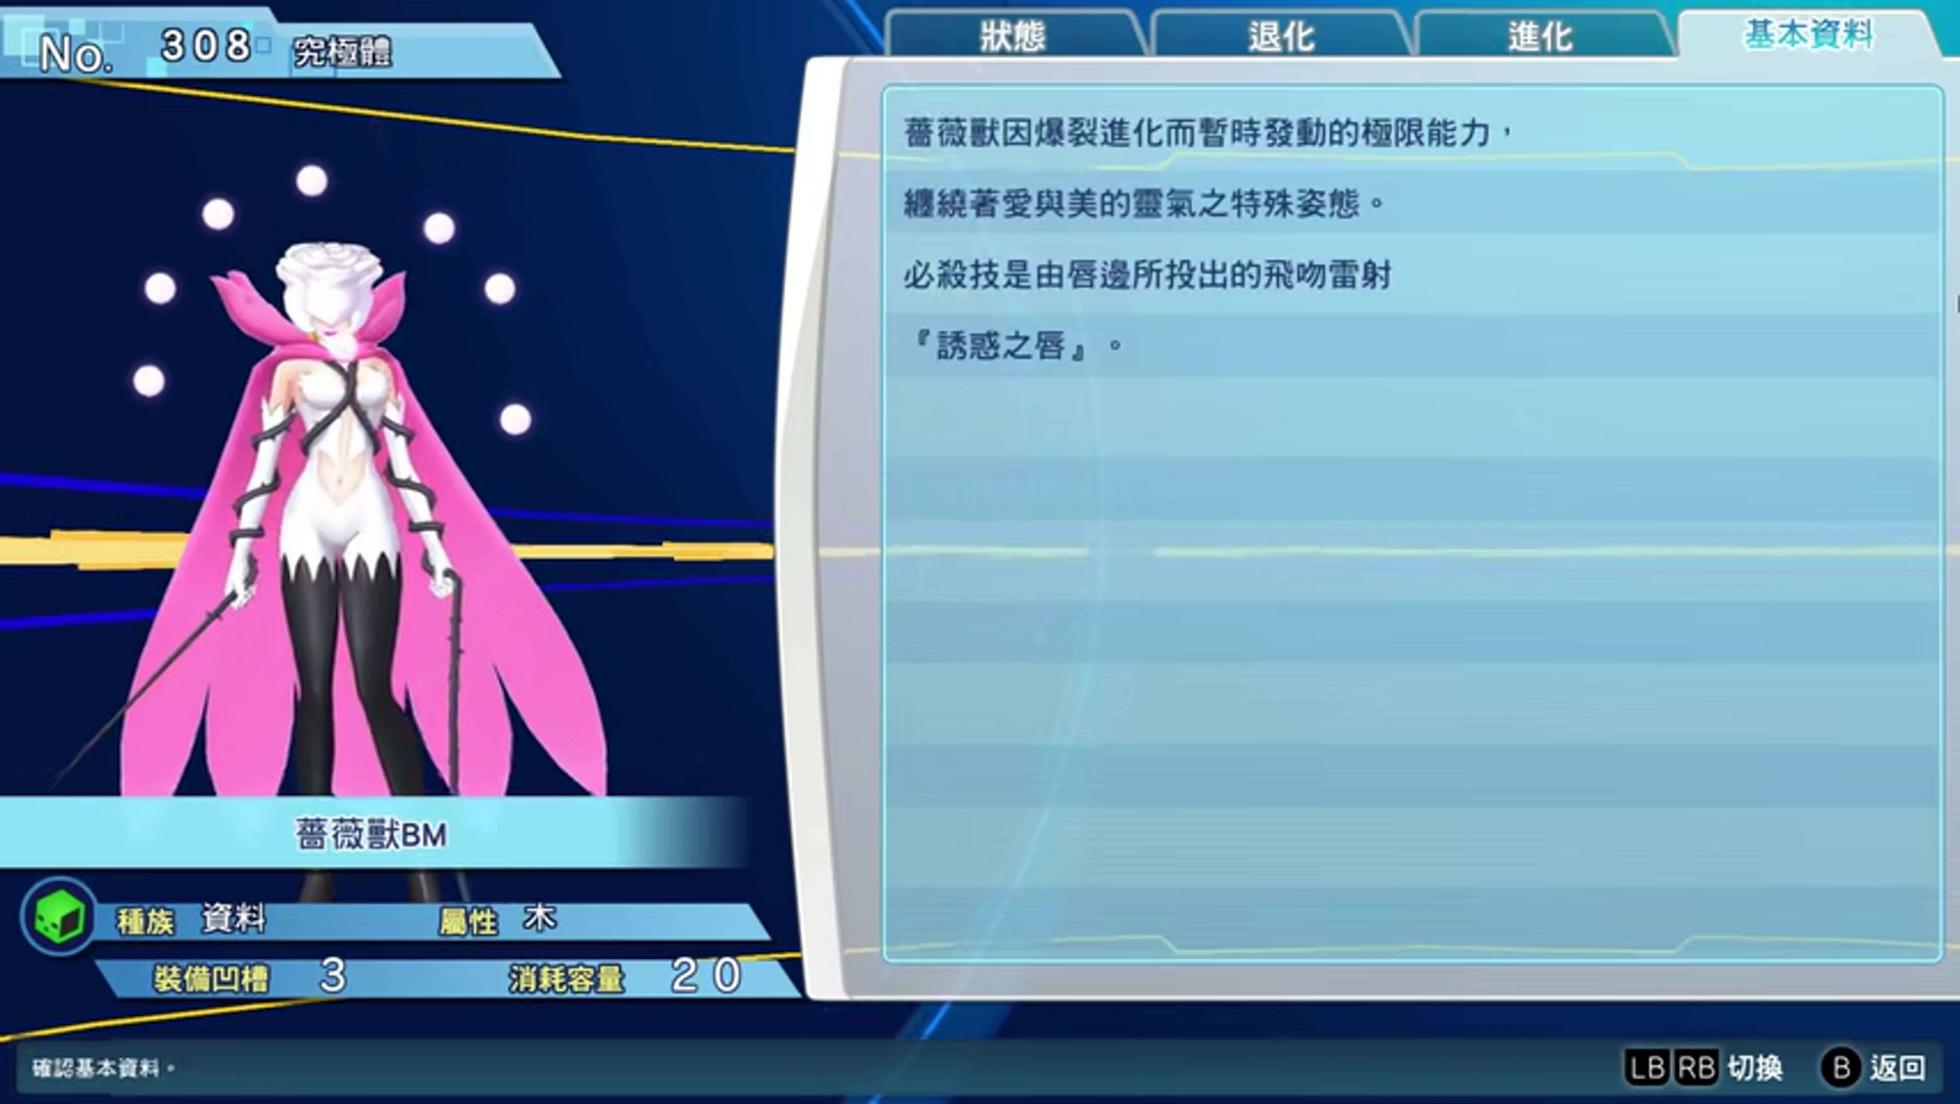 No. 308 究極體
狀態 退化 進化 基本資料
薔薇獸因爆裂進化而暫時發動的極限能力，
纏繞著愛與美的靈氣之特殊姿態。
必殺技是由唇邊所投出的飛吻雷射
『誘惑之唇』。
薔薇獸BM
種族 資料 屬性 木
裝備凹槽 3 消耗容量 20
確認基本資料。
LB RB 切換 B 返回